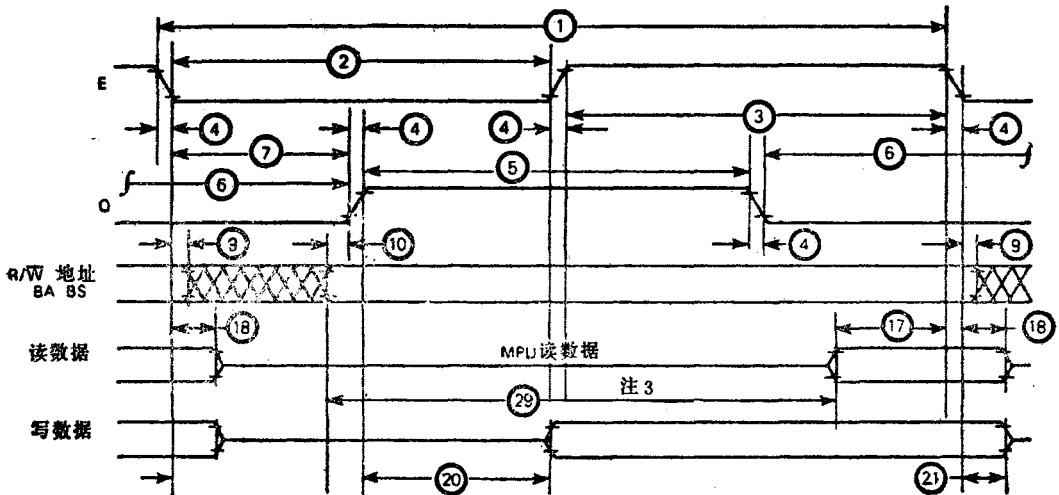 ①
②
E
③
④ ④ ④ ④
⑦ ⑥
⑤
⑥
Q
④
⑨ ⑩ ⑨
R/W̅ 地址
BA BS
⑱ ⑰ ⑱
读数据 MPU读数据
注3
㉙
写数据
⑳ ㉑